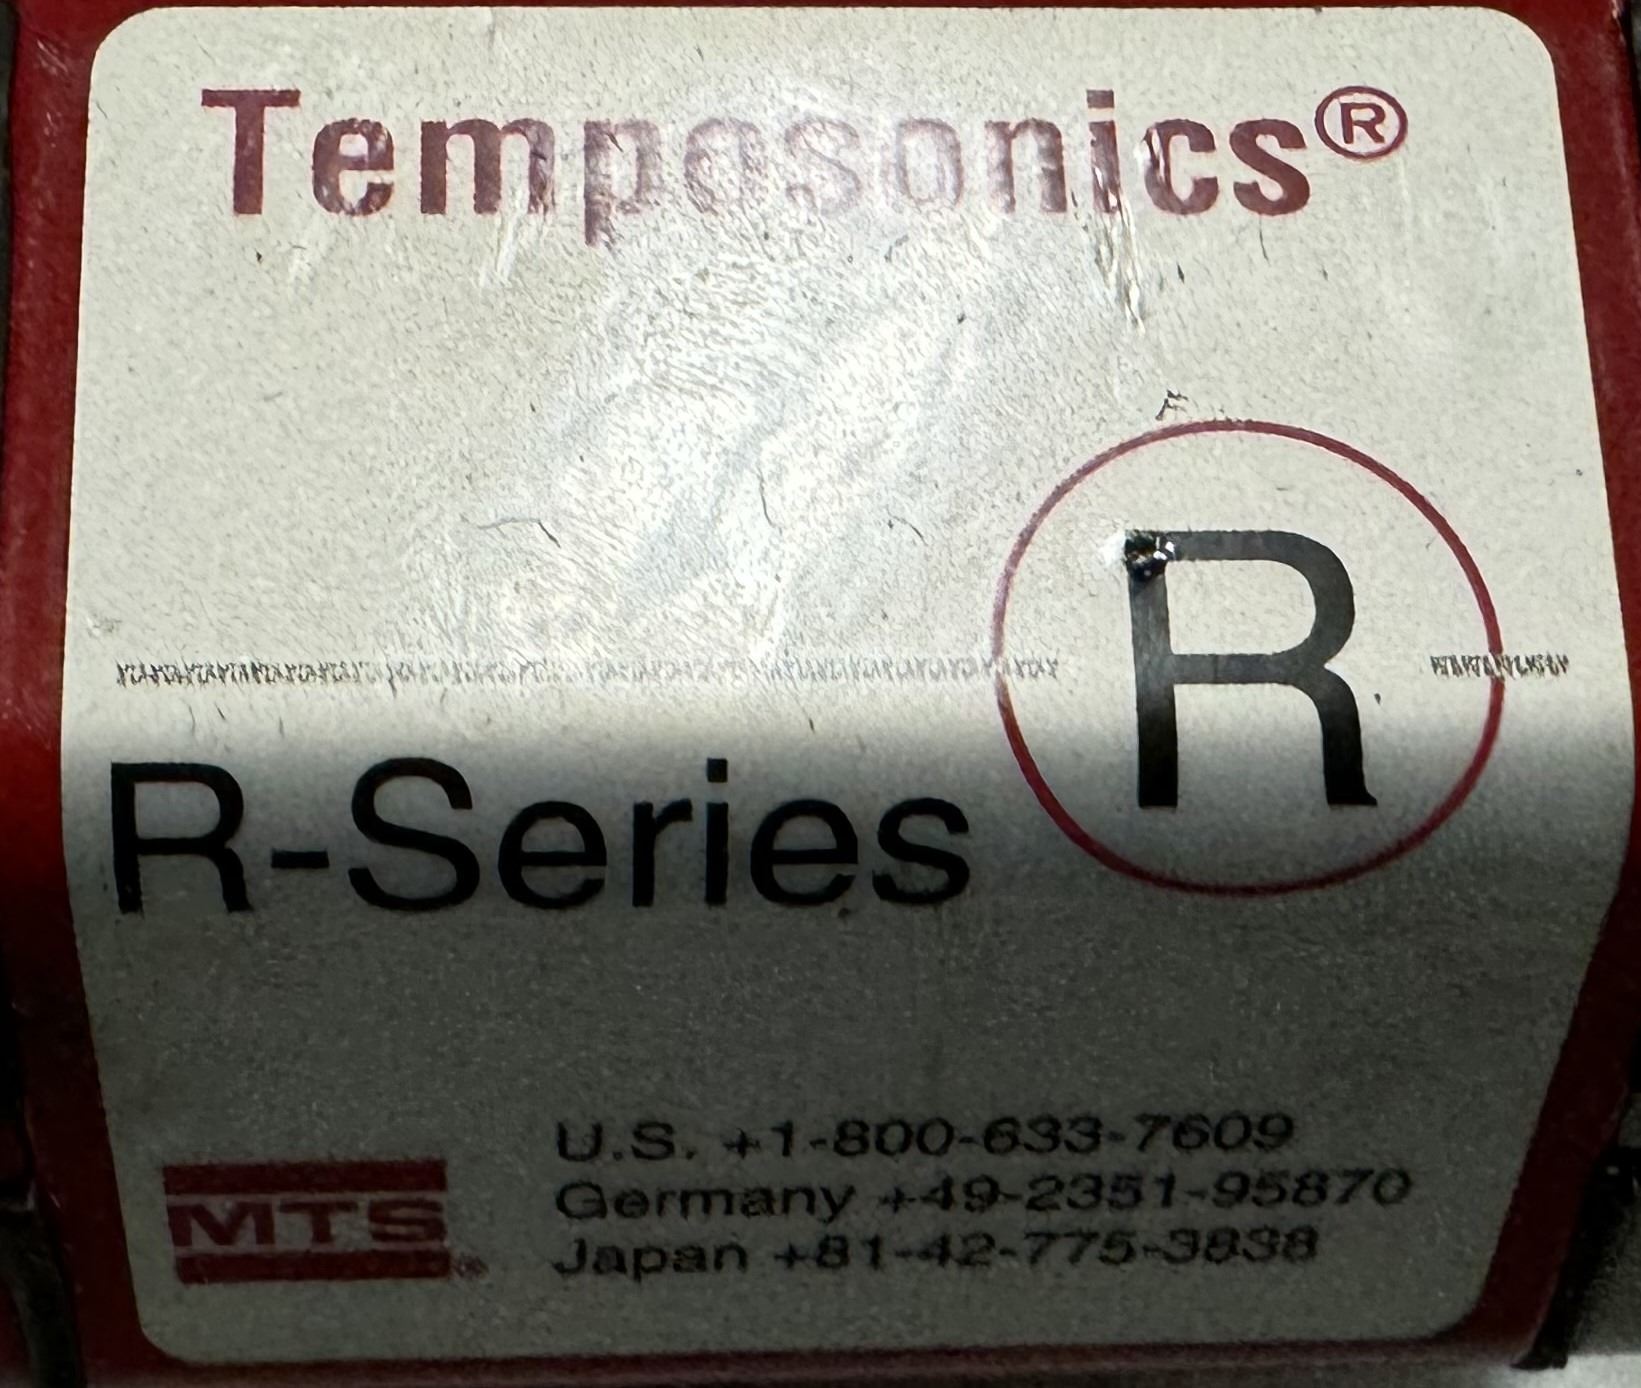 Temposonics®
R
R-Series
MTS®
U.S. +1-800-633-7609
Germany +49-2351-95870
Japan +81-42-775-3838